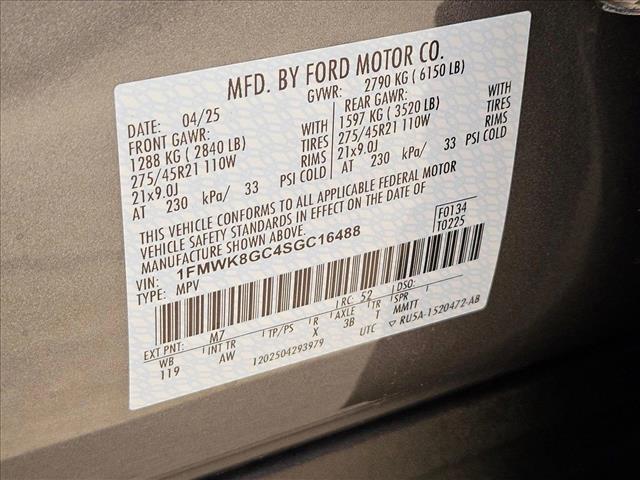 MFD. BY FORD MOTOR CO.
DATE: 04/25 GVWR: 2790 KG ( 6150 LB)
FRONT GAWR: REAR GAWR:
1288 KG ( 2840 LB) WITH 1597 KG ( 3520 LB) WITH
275/45R21 110W TIRES 275/45R21 110W TIRES
21x9.0J RIMS 21x9.0J RIMS
AT 230 kPa/ 33 PSI COLD AT 230 kPa/ 33 PSI COLD
THIS VEHICLE CONFORMS TO ALL APPLICABLE FEDERAL MOTOR
VEHICLE SAFETY STANDARDS IN EFFECT ON THE DATE OF
MANUFACTURE SHOWN ABOVE.
F0134
T0225
VIN: 1FMWK8GC4SGC16488
TYPE: MPV
EXT PNT: M7 RC: 52 DSO:
WB INT TR TP/PS R AXLE TR SPR
119 AW X 3B T MMTT
1202504293979 UTC ▽ RU5A-1520472-AB